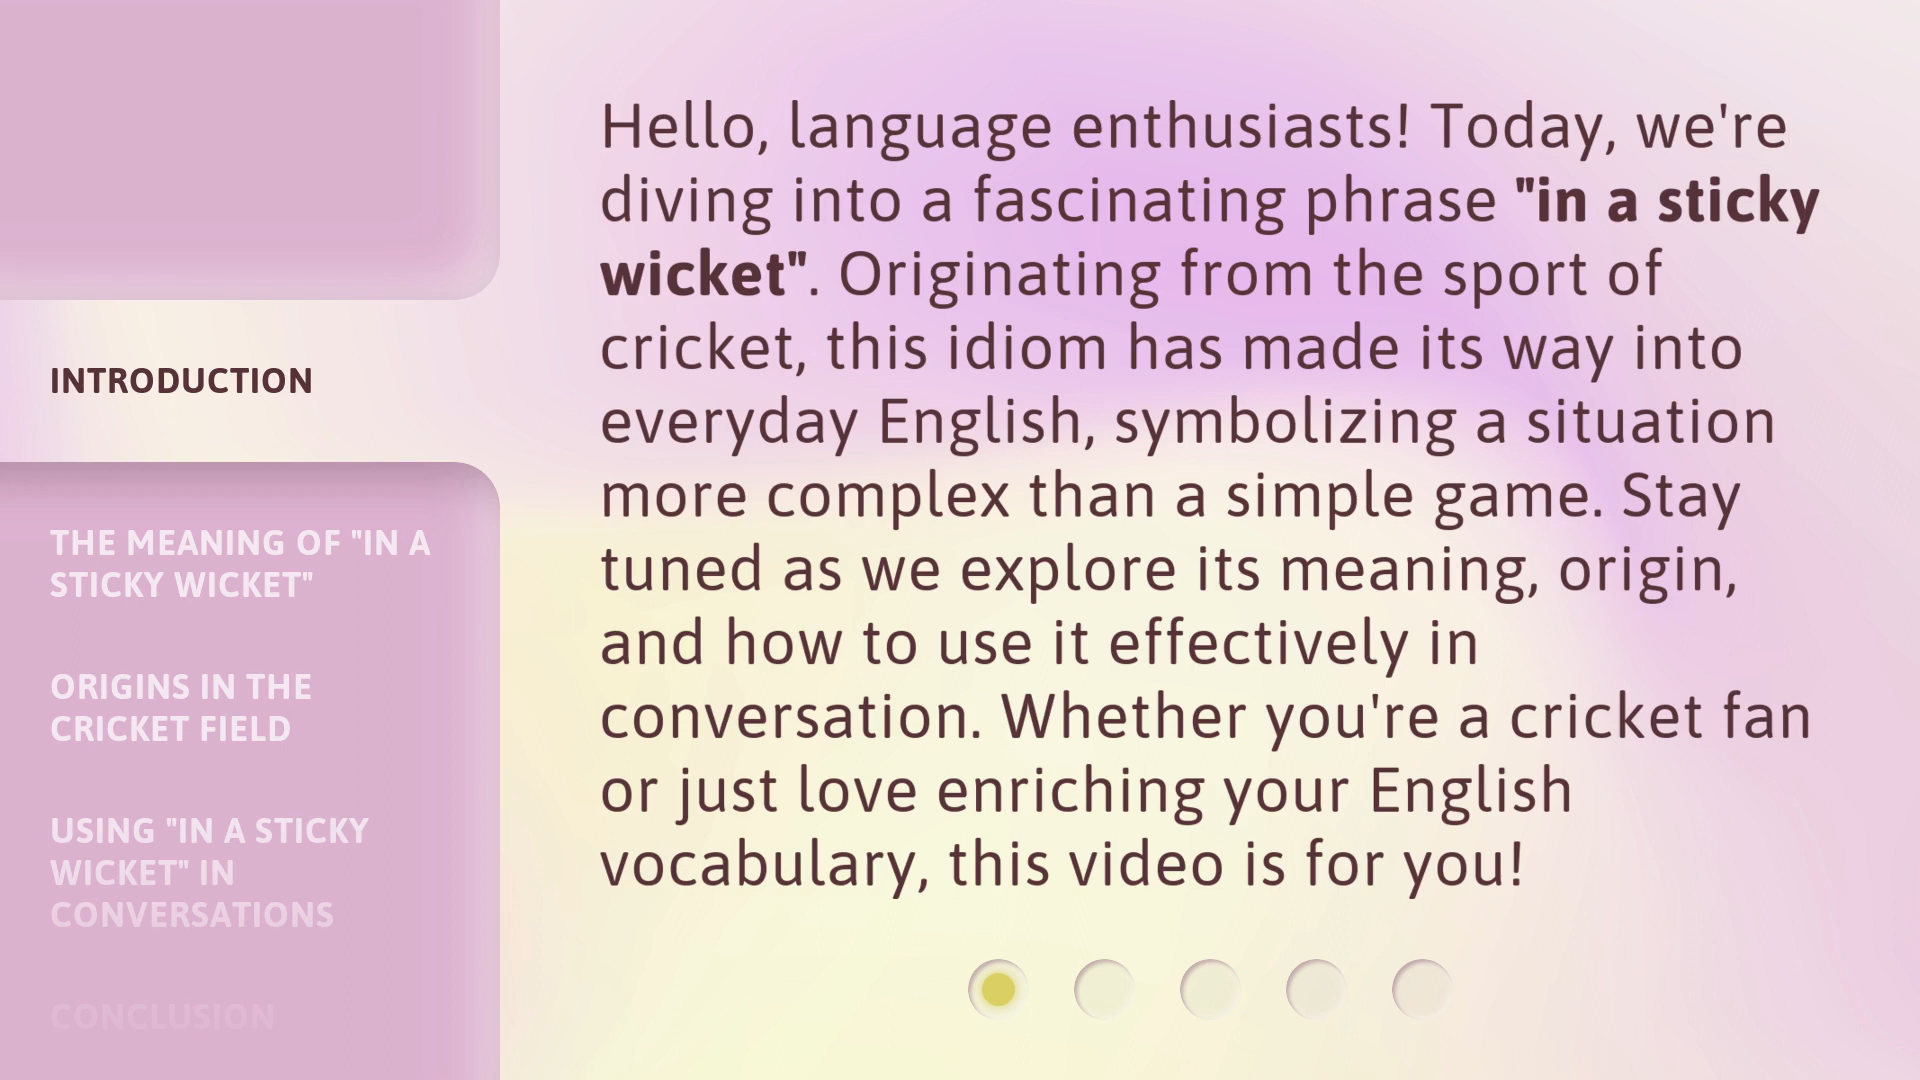 INTRODUCTION
THE MEANING OF "IN A
STICKY WICKET"
ORIGINS IN THE
CRICKET FIELD
USING "IN A STICKY
WICKET" IN
CONVERSATIONS
CONCLUSION
Hello, language enthusiasts! Today, we're
diving into a fascinating phrase "in a sticky
wicket". Originating from the sport of
cricket, this idiom has made its way into
everyday English, symbolizing a situation
more complex than a simple game. Stay
tuned as we explore its meaning, origin,
and how to use it effectively in
conversation. Whether you're a cricket fan
or just love enriching your English
vocabulary, this video is for you!